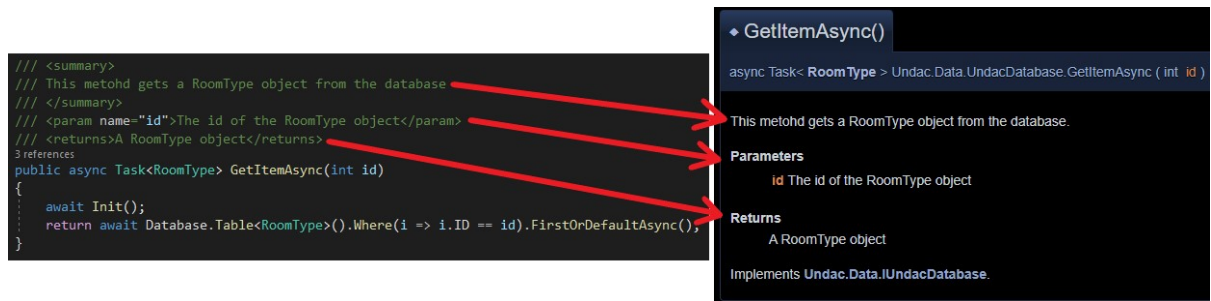 /// <summary>
/// This metohd gets a RoomType object from the database
/// </summary>
/// <param name="id">The id of the RoomType object</param>
/// <returns>A RoomType object</returns>
3 references
public async Task<RoomType> GetItemAsync(int id)
{
await Init();
return await Database.Table<RoomType>().Where(i => i.ID == id).FirstOrDefaultAsync();
}
◆ GetItemAsync()
async Task< RoomType > Undac.Data.UndacDatabase.GetItemAsync ( int id )
This metohd gets a RoomType object from the database.
Parameters
id The id of the RoomType object
Returns
A RoomType object
Implements Undac.Data.IUndacDatabase.